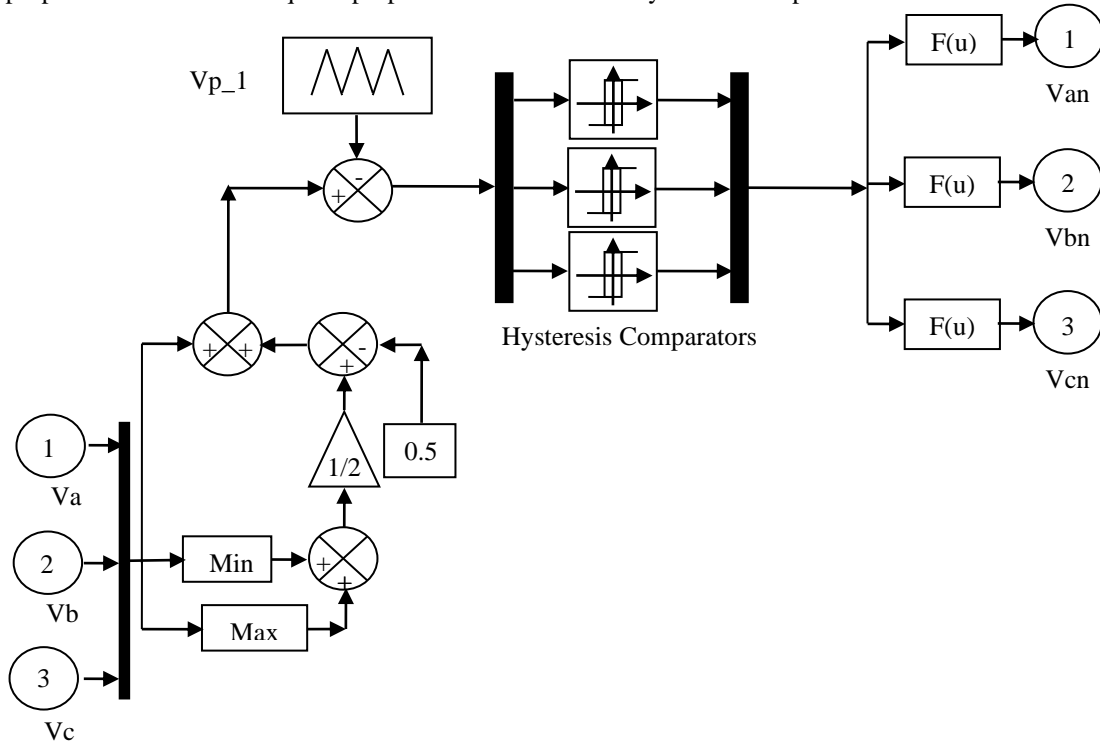 Vp_1
-
+
F(u)
1
Van
F(u)
2
Vbn
F(u)
3
Vcn
Hysteresis Comparators
+
+
-
+
0.5
1/2
1
Va
2
Vb
3
Vc
Min
+
+
Max